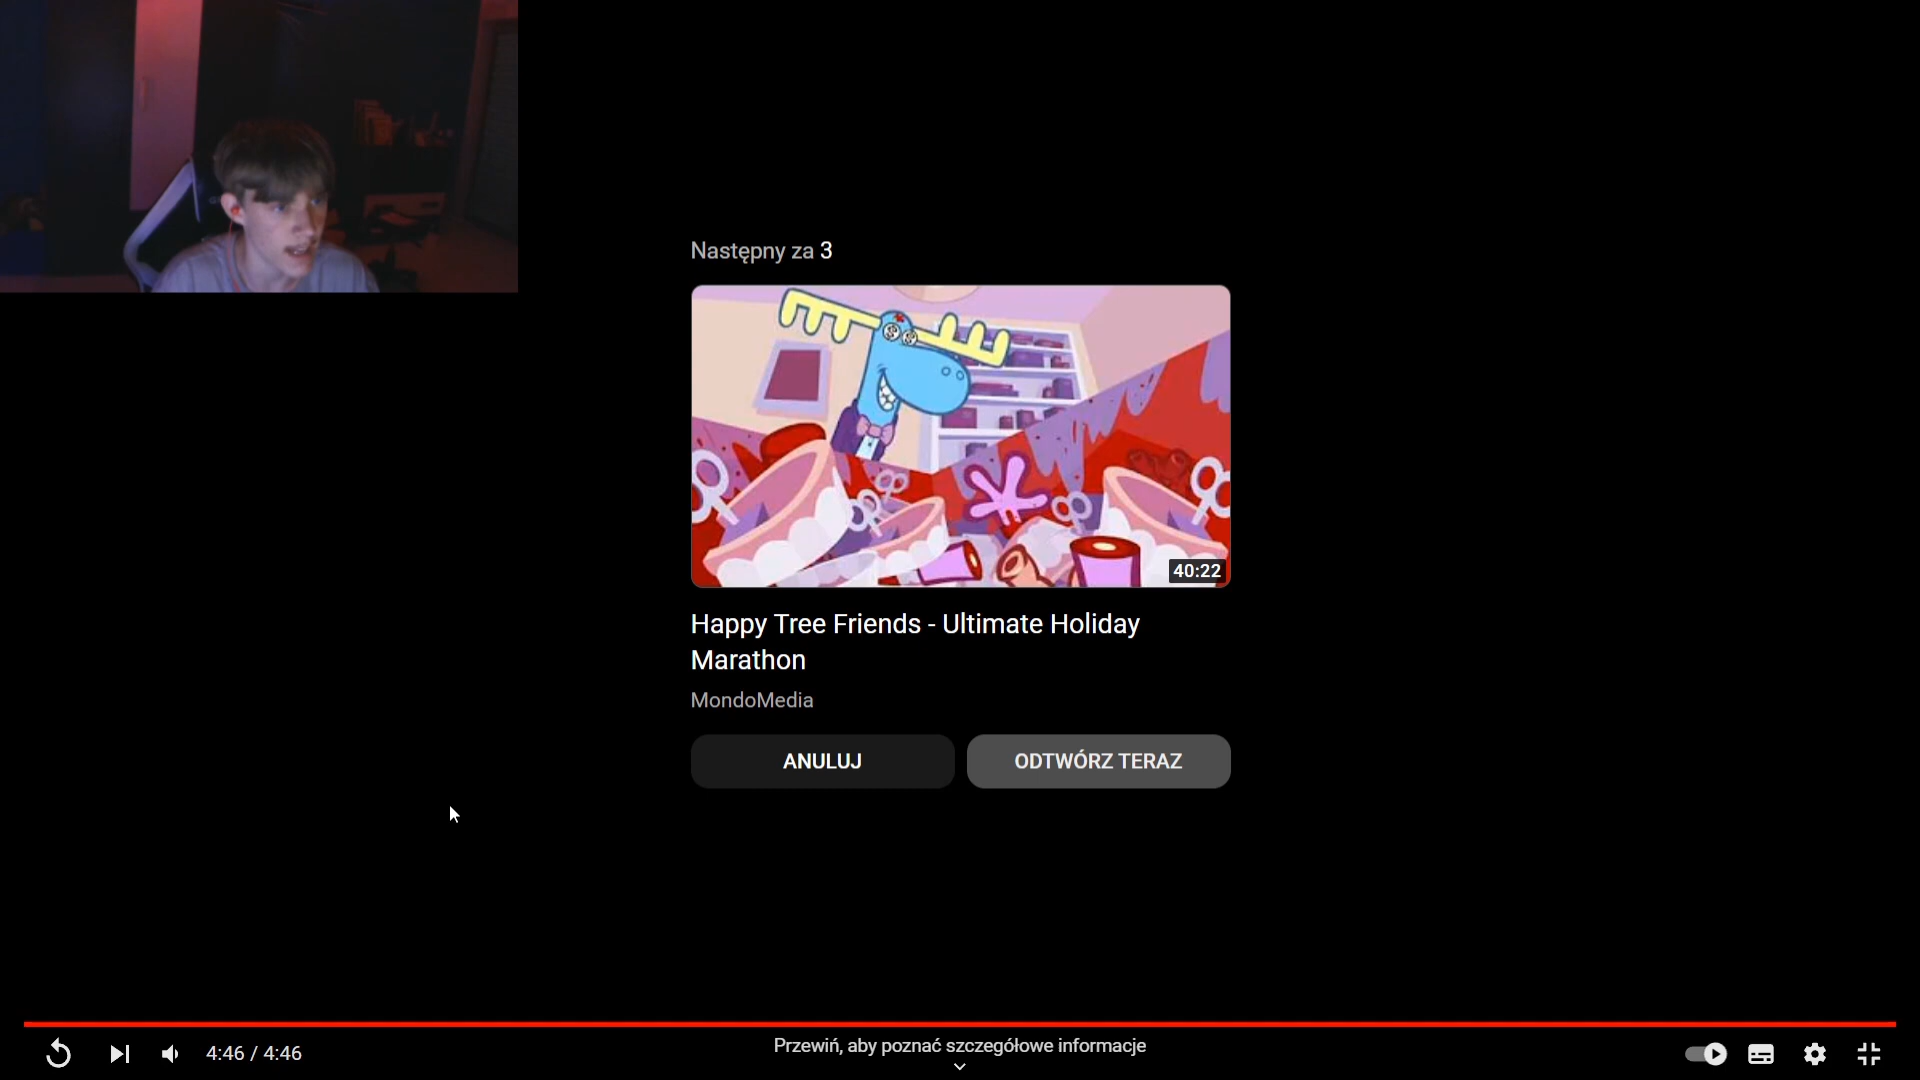 Następny za 3
40:22
Happy Tree Friends - Ultimate Holiday
Marathon
MondoMedia
ANULUJ
ODTWÓRZ TERAZ
4:46 / 4:46
Przewiń, aby poznać szczegółowe informacje